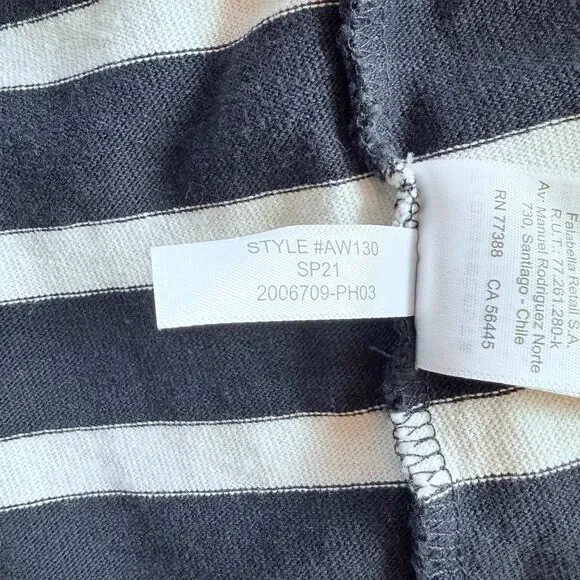 STYLE #AW130
SP21
2006709-PH03
Falabella Retail S.A.
R.U.T.: 77.261.280-k
Av. Manuel Rodriguez Norte
730, Santiago - Chile
RN 77388 CA 56445